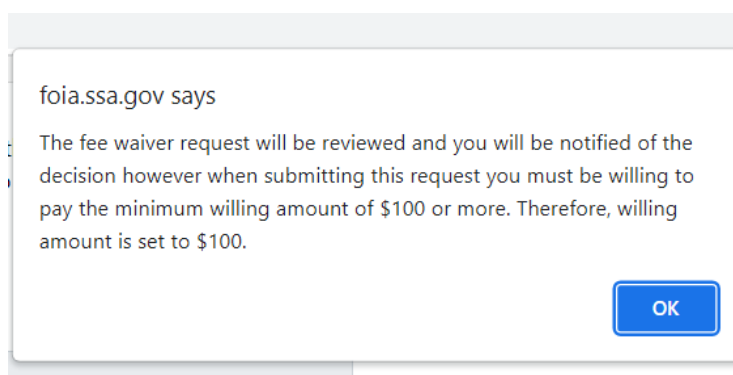 foia.ssa.gov says
The fee waiver request will be reviewed and you will be notified of the
decision however when submitting this request you must be willing to
pay the minimum willing amount of $100 or more. Therefore, willing
amount is set to $100.
OK